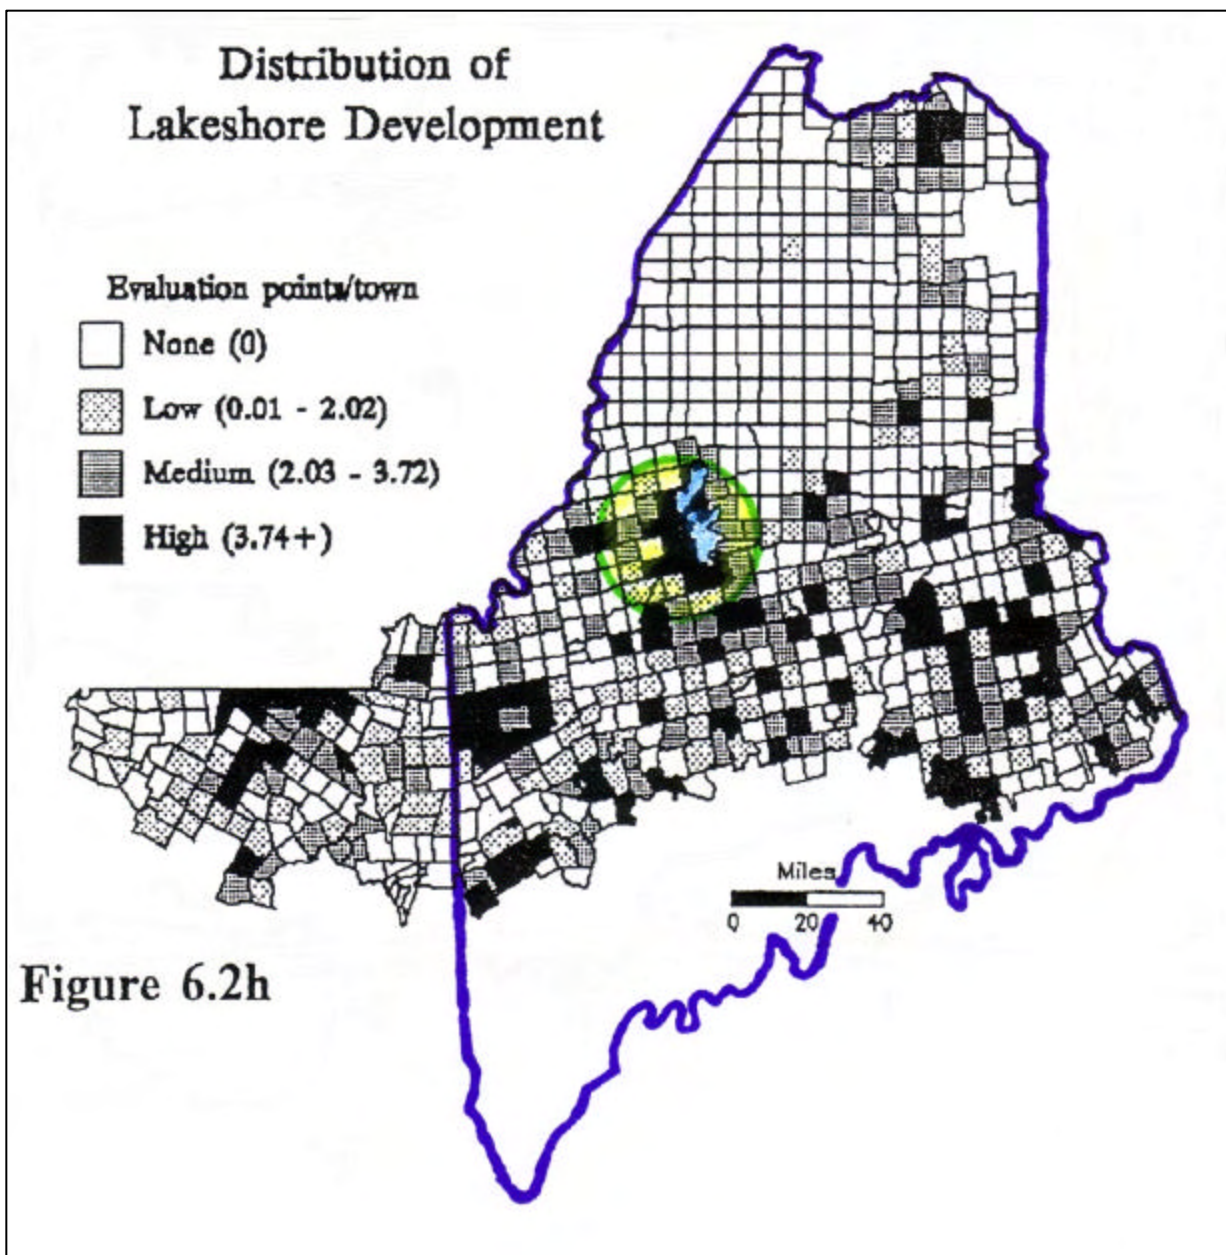 Distribution of
Lakeshore Development
Evaluation points/town
None (0)
Low (0.01 - 2.02)
Medium (2.03 - 3.72)
High (3.74+)
Miles
0 20 40
Figure 6.2h